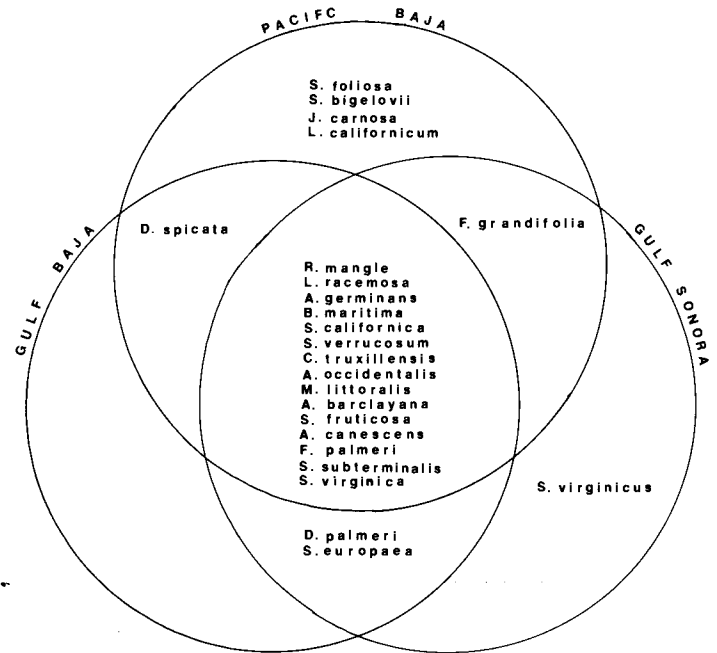 PACIFC BAJA
S. foliosa
S. bigelovii
J. carnosa
L. californicum
GULF BAJA
D. spicata
F. grandifolia
GULF SONORA
R. mangle
L. racemosa
A. germinans
B. maritima
S. californica
S. verrucosum
C. truxillensis
A. occidentalis
M. littoralis
A. barclayana
S. fruticosa
A. canescens
F. palmeri
S. subterminalis
S. virginica
S. virginicus
D. palmeri
S. europaea